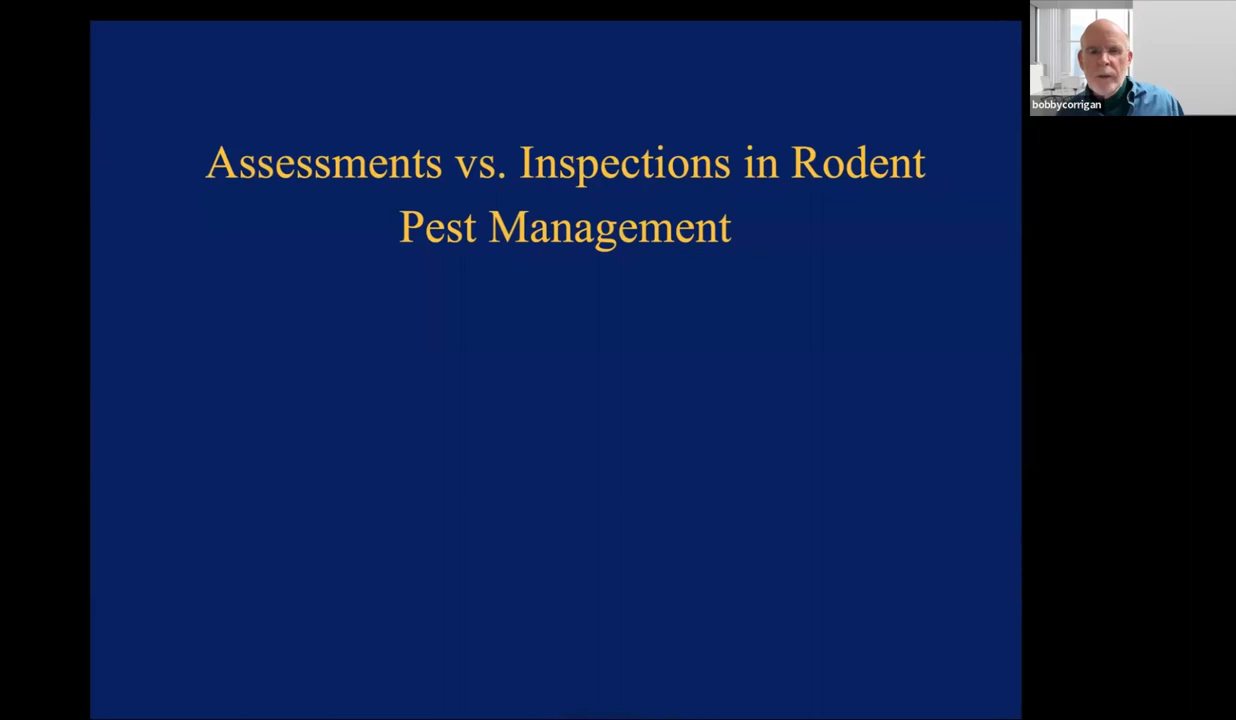 Assessments vs. Inspections in Rodent
Pest Management
bobbycorrigan